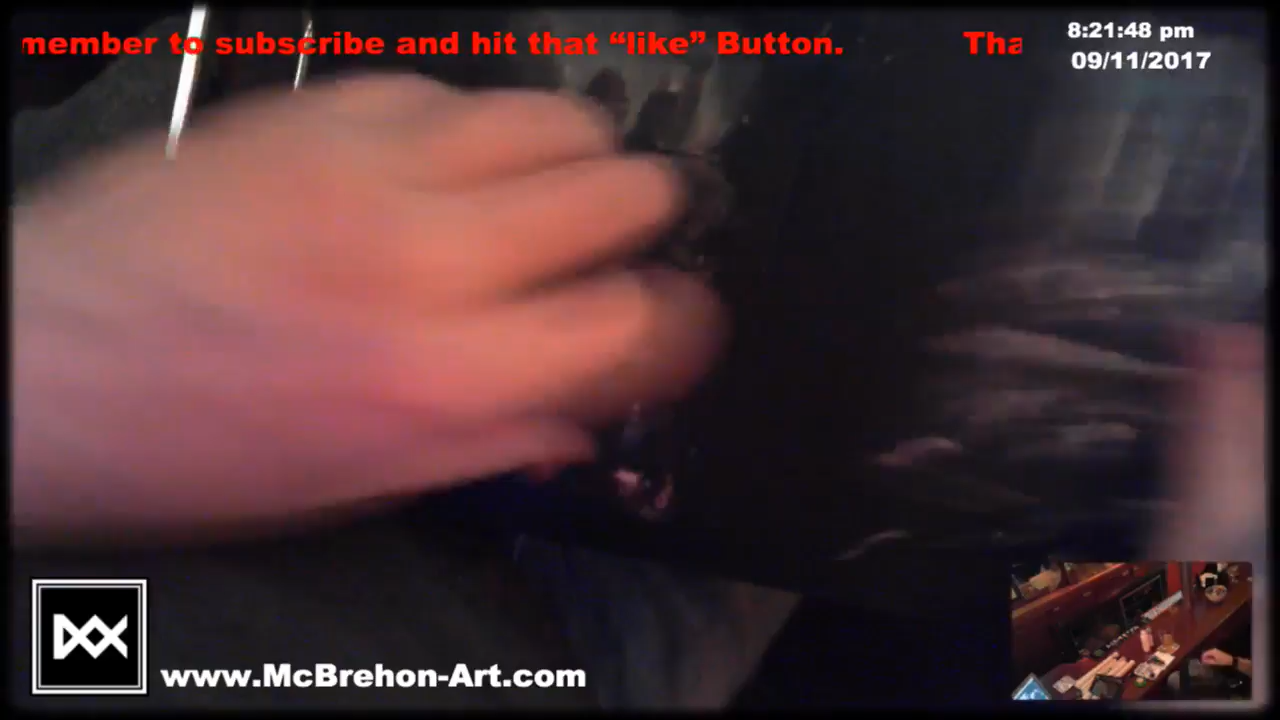 member to subscribe and hit that “like” Button. Tha
8:21:48 pm
09/11/2017
www.McBrehon-Art.com